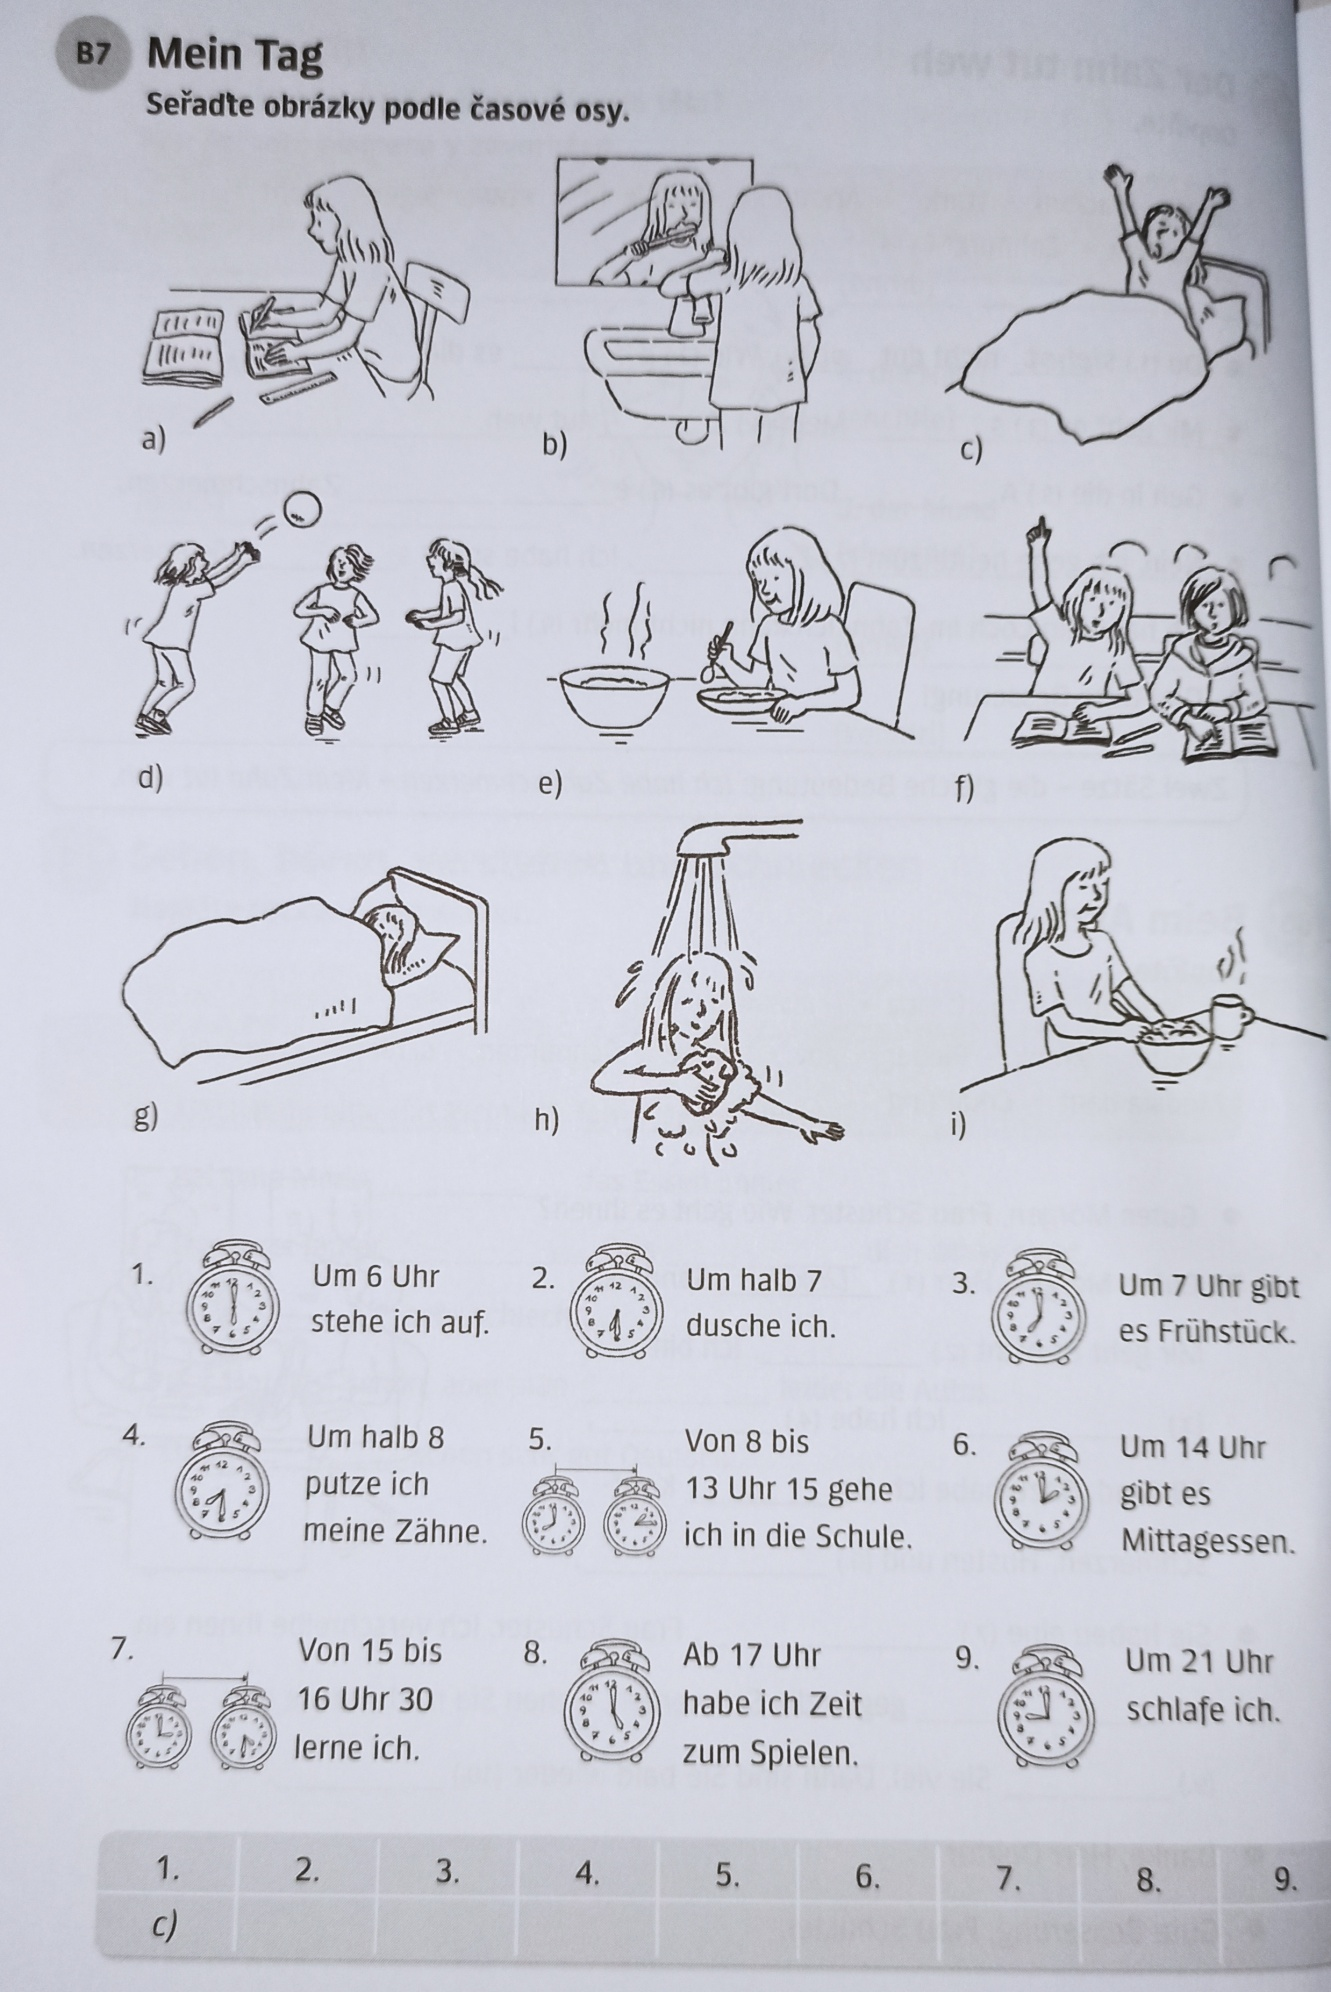 B7 Mein Tag
Seřaďte obrázky podle časové osy.
a)
b)
c)
d)
e)
f)
g)
h)
i)
1.
Um 6 Uhr
stehe ich auf.
2.
Um halb 7
dusche ich.
3.
Um 7 Uhr gibt
es Frühstück.
4.
Um halb 8
putze ich
meine Zähne.
5.
Von 8 bis
13 Uhr 15 gehe
ich in die Schule.
6.
Um 14 Uhr
gibt es
Mittagessen.
7.
Von 15 bis
16 Uhr 30
lerne ich.
8.
Ab 17 Uhr
habe ich Zeit
zum Spielen.
9.
Um 21 Uhr
schlafe ich.
1. 2. 3. 4. 5. 6. 7. 8. 9.
c)